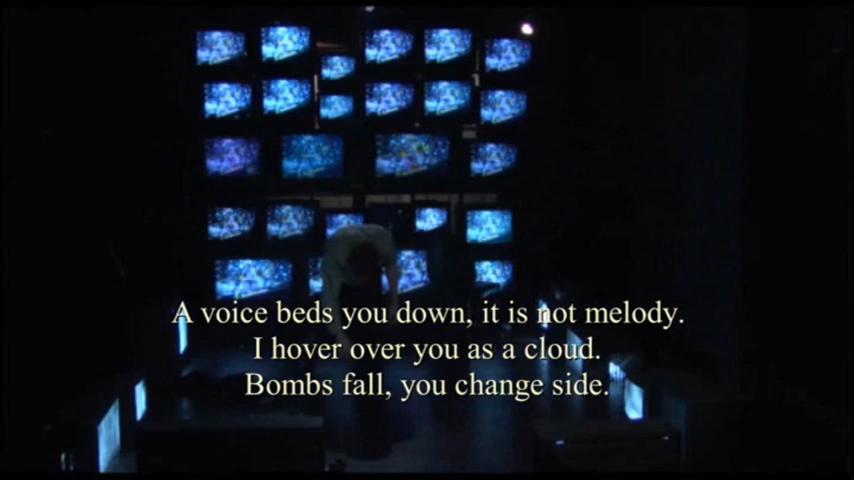 A voice beds you down, it is not melody.
I hover over you as a cloud.
Bombs fall, you change side.